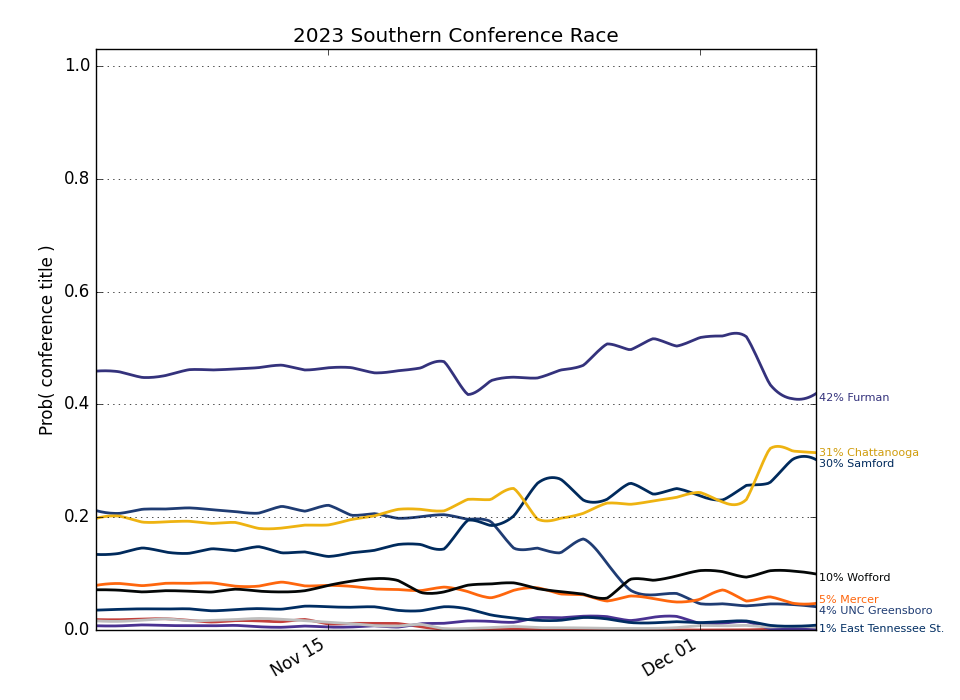 2023 Southern Conference Race
Prob( conference title )
1.0
0.8
0.6
0.4
0.2
0.0
Nov 15
Dec 01
42% Furman
31% Chattanooga
30% Samford
10% Wofford
5% Mercer
4% UNC Greensboro
1% East Tennessee St.